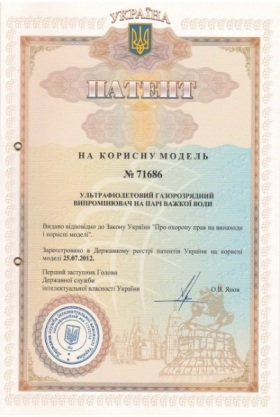 УКРАЇНА
ПАТЕНТ
НА КОРИСНУ МОДЕЛЬ
№ 71686
УЛЬТРАФІОЛЕТОВИЙ ГАЗОРОЗРЯДНИЙ
ВИПРОМІНЮВАЧ НА ПАРІ ВАЖКОЇ ВОДИ
Видано відповідно до Закону України "Про охорону прав на винаходи
і корисні моделі".
Зареєстровано в Державному реєстрі патентів України на корисні
моделі 25.07.2012.
Перший заступник Голови
Державної служби
інтелектуальної власності України
О.В. Янов